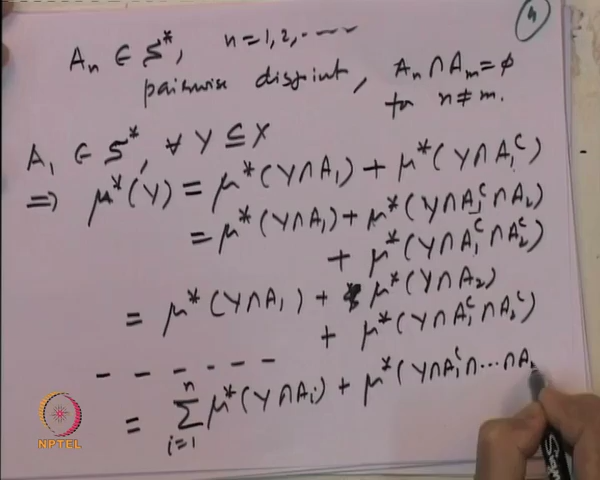 4
Aₙ ∈ S*, n=1,2,-----
pairwise disjoint, Aₙ ∩ Aₘ = ϕ
for n≠m.
A₁ ∈ S*, ∀ Y ⊆ X
⇒ μ*(Y) = μ*(Y∩A₁) + μ*(Y∩A₁ᶜ)
= μ*(Y∩A₁) + μ*(Y∩A₁ᶜ∩A₂)
+ μ*(Y∩A₁ᶜ∩A₂ᶜ)
= μ*(Y∩A₁) + μ*(Y∩A₂)
+ μ*(Y∩A₁ᶜ∩A₂ᶜ)
- - - - - -
= ∑ᵢ₌₁ⁿ μ*(Y∩Aᵢ) + μ*(Y∩A₁ᶜ∩...∩A
NPTEL